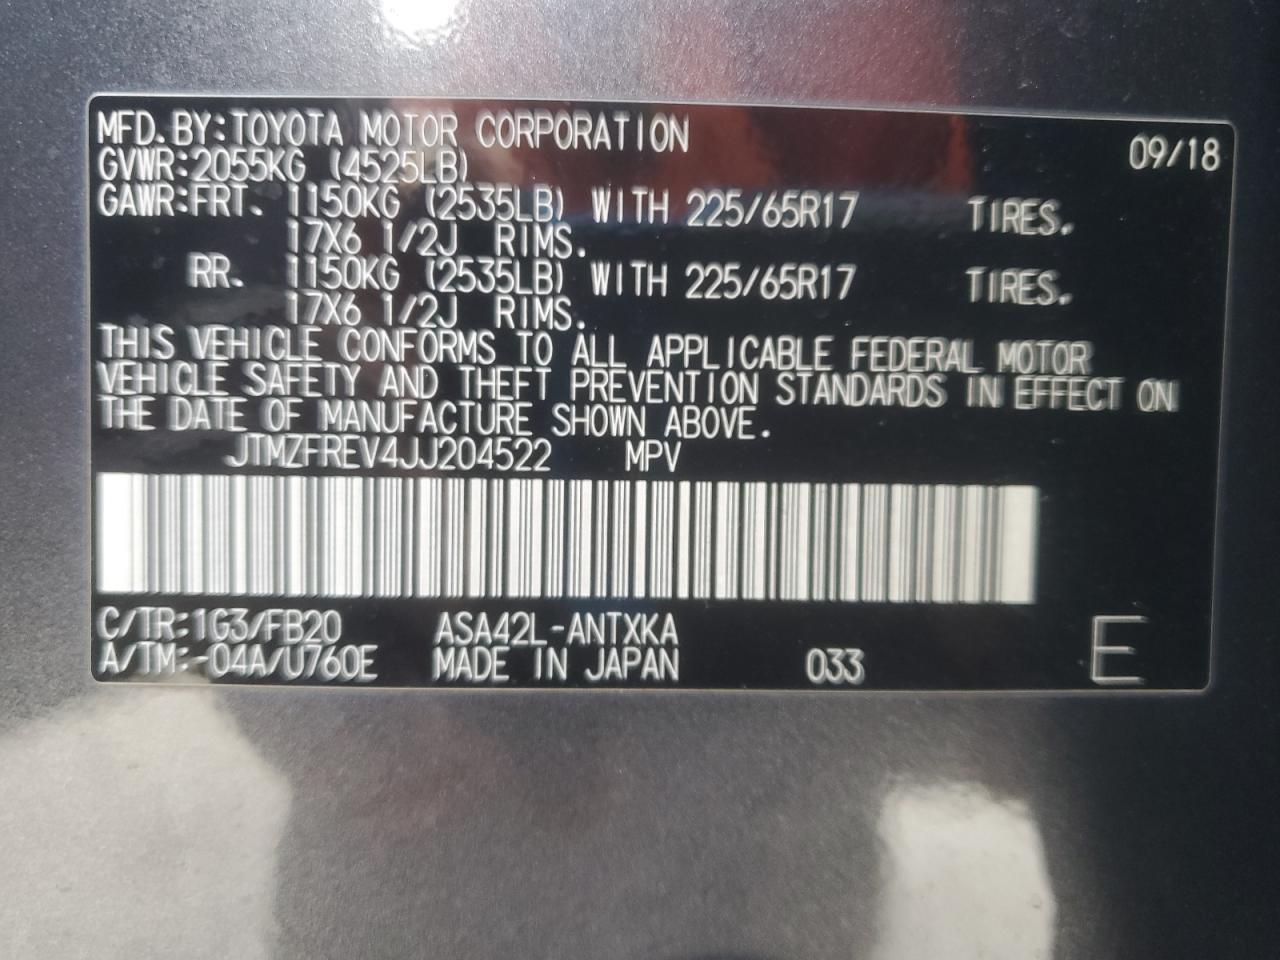 MFD.BY:TOYOTA MOTOR CORPORATION 09/18
GVWR:2055KG (4525LB)
GAWR:FRT. 1150KG (2535LB) WITH 225/65R17 TIRES.
17X6 1/2J RIMS.
RR. 1150KG (2535LB) WITH 225/65R17 TIRES.
17X6 1/2J RIMS.
THIS VEHICLE CONFORMS TO ALL APPLICABLE FEDERAL MOTOR
VEHICLE SAFETY AND THEFT PREVENTION STANDARDS IN EFFECT ON
THE DATE OF MANUFACTURE SHOWN ABOVE.
JTMZFREV4JJ204522 MPV
C/TR:1G3/FB20 ASA42L-ANTXKA
A/TM:-04A/U760E MADE IN JAPAN 033 E